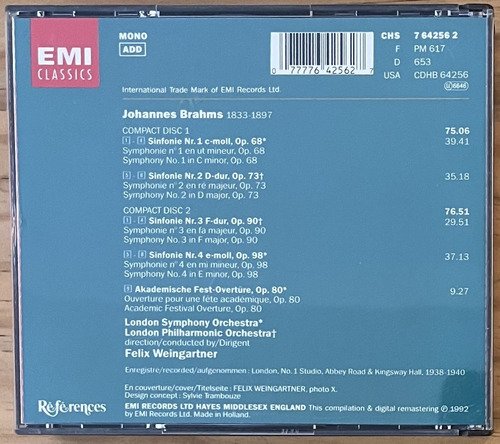 EMI
CLASSICS
MONO
ADD
0 77776 42562 7
CHS 7 64256 2
F PM 617
D 653
USA CDHB 64256
International Trade Mark of EMI Records Ltd.
Johannes Brahms 1833-1897
COMPACT DISC 1 75.06
1 - 4 Sinfonie Nr.1 c-moll, Op. 68* 39.41
Symphonie n° 1 en ut mineur, Op. 68
Symphony No. 1 in C minor, Op. 68
Sinfonie Nr.2 D-dur, Op. 73† 35.18
Symphonie n° 2 en ré majeur, Op. 73
Symphony No. 2 in D major, Op. 73
COMPACT DISC 2 76.51
1 - 4 Sinfonie Nr.3 F-dur, Op. 90† 29.51
Symphonie n° 3 en fa majeur, Op. 90
Symphony No. 3 in F major, Op. 90
Sinfonie Nr.4 e-moll, Op. 98* 37.13
Symphonie n° 4 en mi mineur, Op. 98
Symphony No. 4 in E minor, Op. 98
Akademische Fest-Ouvertüre, Op. 80* 9.27
Ouverture pour une fête académique, Op. 80
Academic Festival Overture, Op. 80
London Symphony Orchestra*
London Philharmonic Orchestra†
direction/conducted by/Dirigent
Felix Weingartner
Enregistre/recorded/aufgenommen : London, No. 1 Studio, Abbey Road & Kingsway Hall, 1938-1940
En couverture/cover/Titelseite : FELIX WEINGARTNER, photo X.
Design concept : Sylvie Trambouze
Références
EMI RECORDS LTD HAYES MIDDLESEX ENGLAND This compilation & digital remastering ℗ 1992
by EMI Records Ltd. Made in Holland.